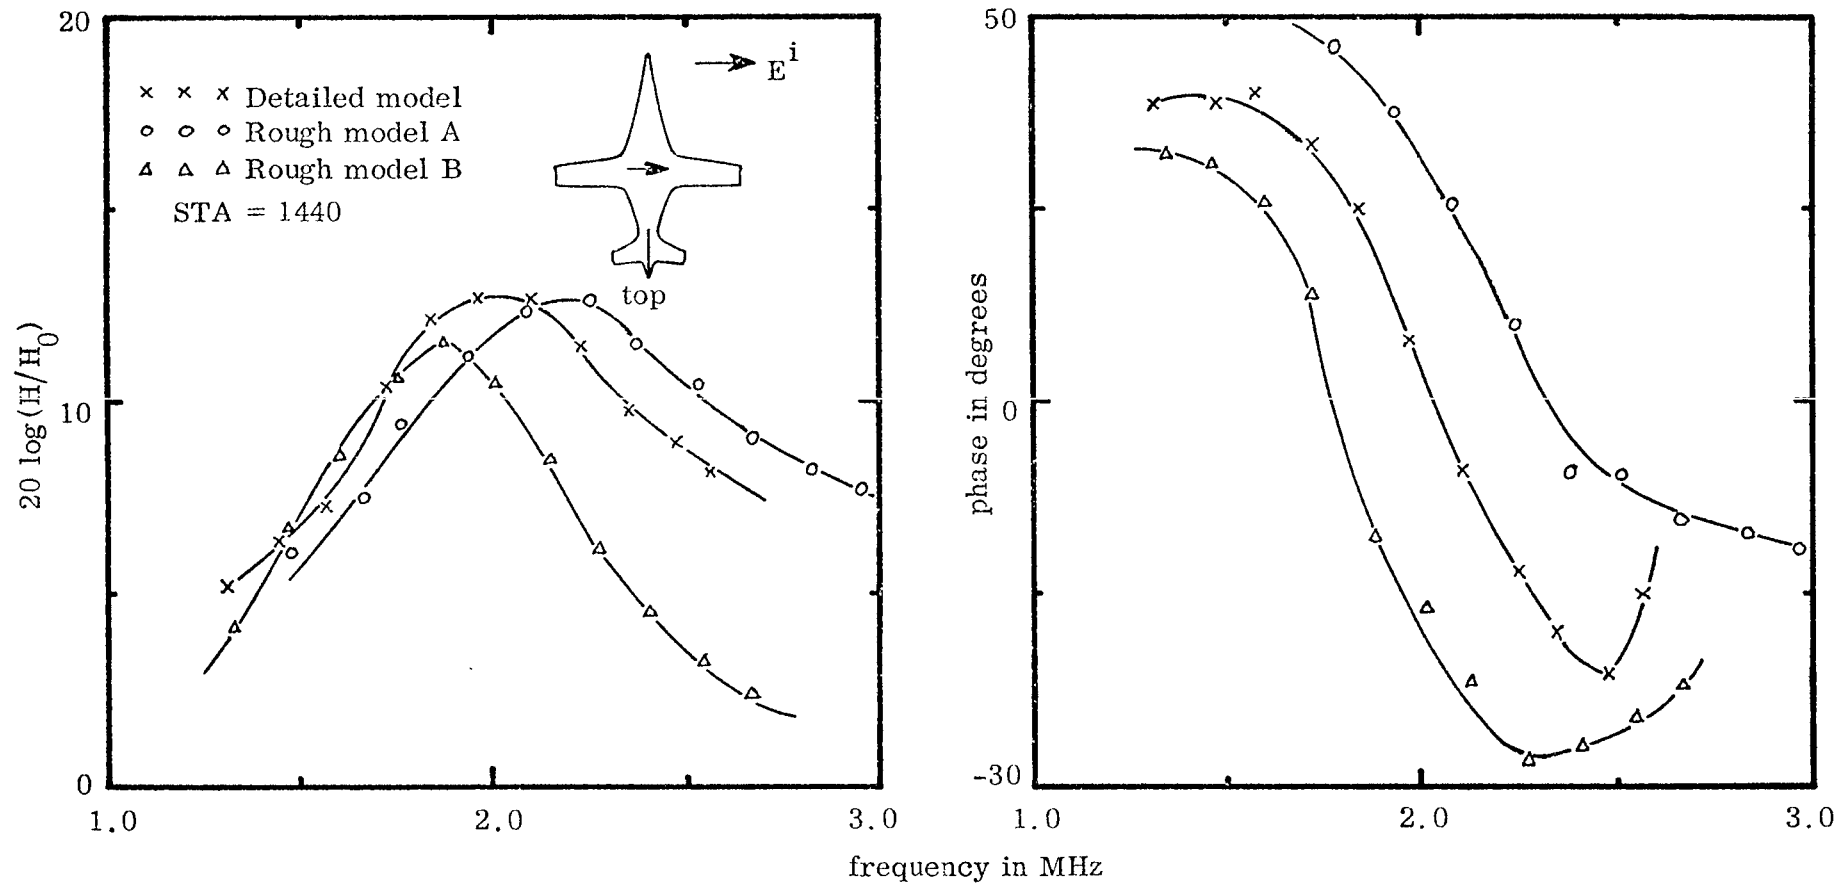 20
10
0
20 log (H/H0)
× × × Detailed model
o o o Rough model A
Δ Δ Δ Rough model B
STA = 1440
E^i
top
1.0
2.0
3.0
50
0
-30
phase in degrees
1.0
2.0
3.0
frequency in MHz